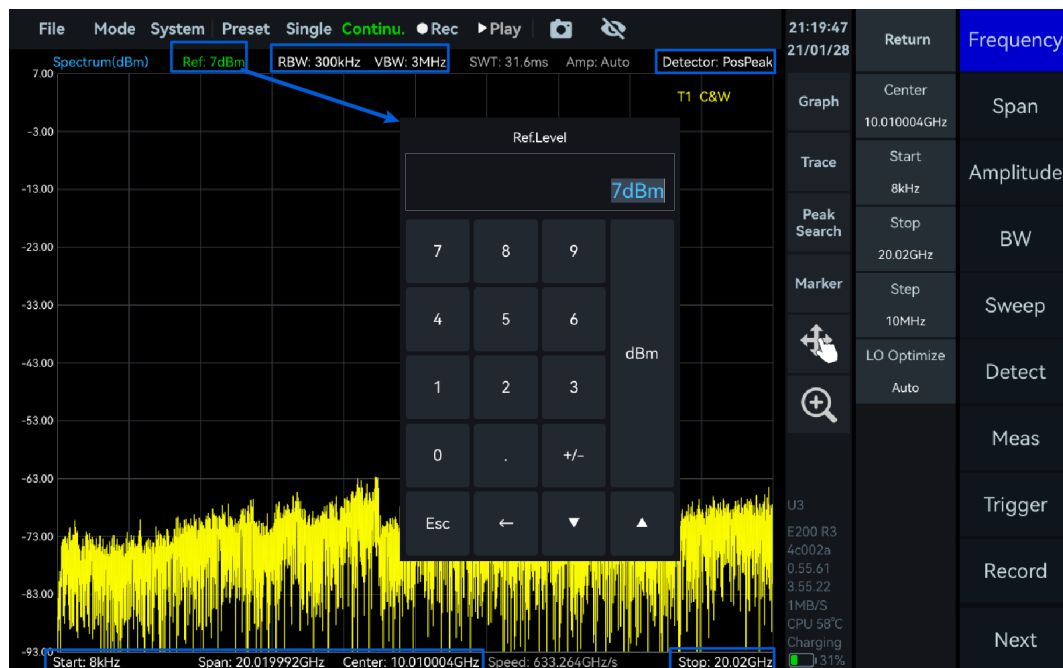 File Mode System Preset Single Continu. Rec Play
21:19:47
21/01/28
Spectrum(dBm) Ref: 7dBm RBW: 300kHz VBW: 3MHz SWT: 31.6ms Amp: Auto Detector: PosPeak
T1 C&W
7.00
-3.00
-13.00
-23.00
-33.00
-43.00
-53.00
-63.00
-73.00
-83.00
-93.00
Ref.Level
7dBm
7 8 9
4 5 6
dBm
1 2 3
0 . +/-
Esc ← ▼ ▲
Start: 8kHz Span: 20.019992GHz Center: 10.010004GHz Speed: 633.264GHz/s Stop: 20.02GHz
Graph
Trace
Peak
Search
Marker
U3
E200 R3
4c002a
0.55.61
3.55.22
1MB/S
CPU 58°C
Charging
31%
Return
Center
10.010004GHz
Start
8kHz
Stop
20.02GHz
Step
10MHz
LO Optimize
Auto
Frequency
Span
Amplitude
BW
Sweep
Detect
Meas
Trigger
Record
Next